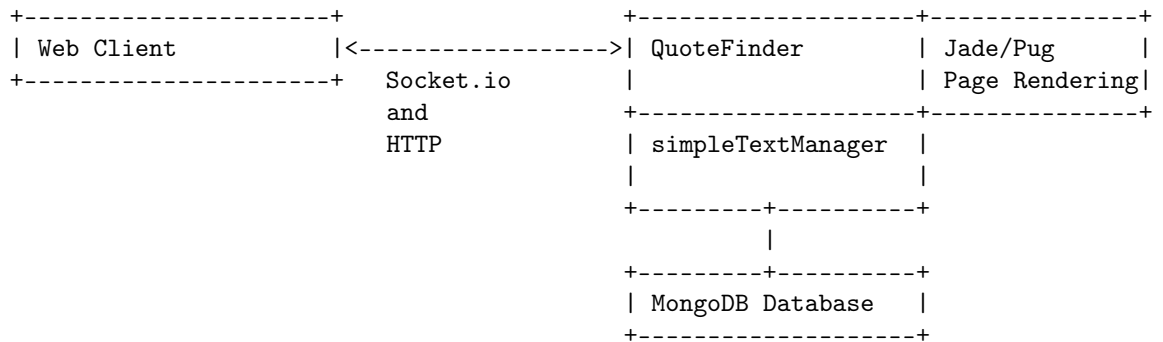 Web Client QuoteFinder Jade/Pug
Socket.io Page Rendering
and
HTTP simpleTextManager
MongoDB Database